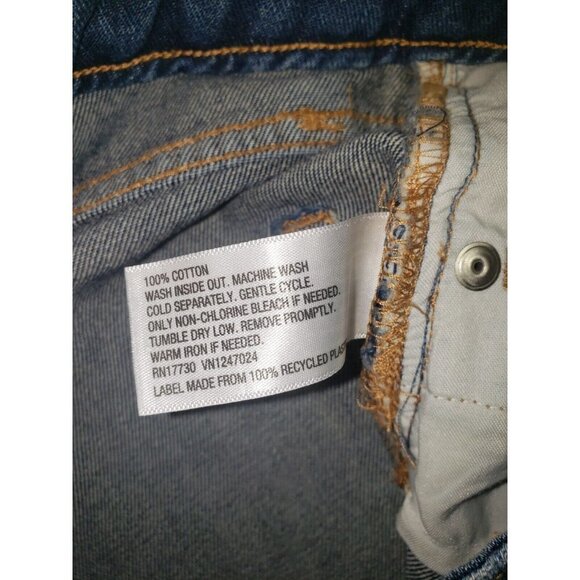 100% COTTON
WASH INSIDE OUT. MACHINE WASH
COLD SEPARATELY. GENTLE CYCLE.
ONLY NON-CHLORINE BLEACH IF NEEDED.
TUMBLE DRY LOW. REMOVE PROMPTLY.
WARM IRON IF NEEDED.
RN17730 VN1247024
LABEL MADE FROM 100% RECYCLED